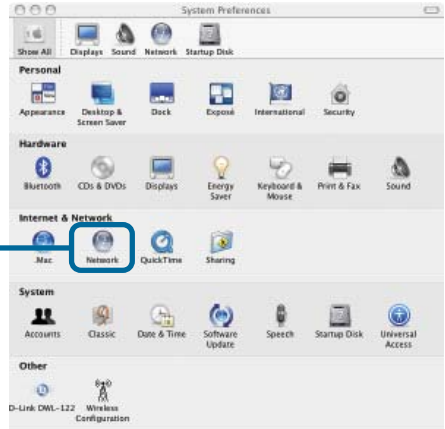 System Preferences
Show All Displays Sound Network Startup Disk
Personal
Appearance Desktop & Screen Saver Dock Exposé International Security
Hardware
Bluetooth CDs & DVDs Displays Energy Saver Keyboard & Mouse Print & Fax Sound
Internet & Network
.Mac Network QuickTime Sharing
System
Accounts Classic Date & Time Software Update Speech Startup Disk Universal Access
Other
D-Link DWL-122 Wireless Configuration